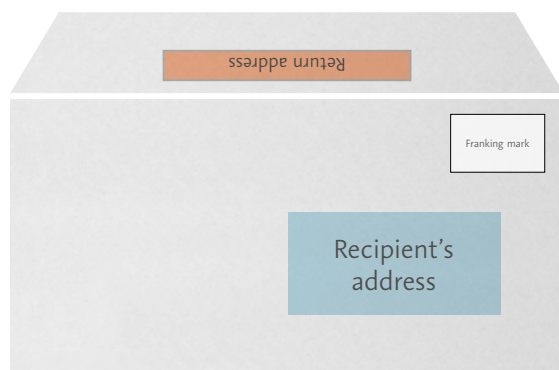 Return address
Franking mark
Recipient's
address